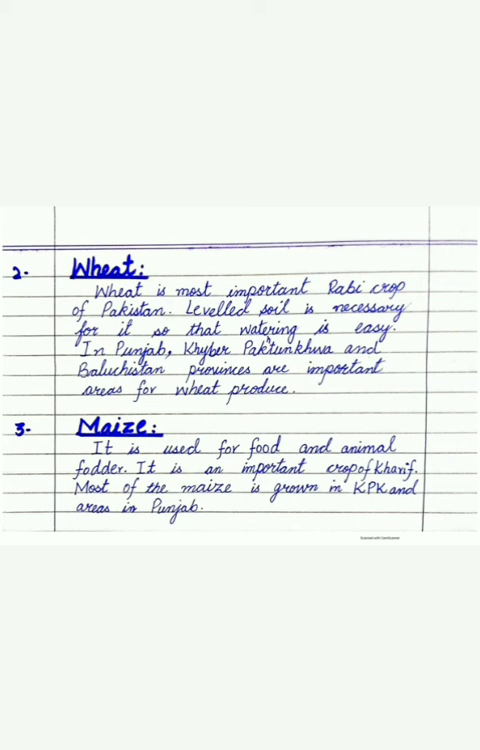 2. Wheat:
Wheat is most important Rabi crop
of Pakistan. Levelled soil is necessary
for it so that watering is easy.
In Punjab, Khyber Paktunkhwa and
Baluchistan provinces are important
areas for wheat produce.
3. Maize:
It is used for food and animal
fodder. It is an important crop of Kharif.
Most of the maize is grown in KPK and
areas in Punjab.
Scanned with CamScanner